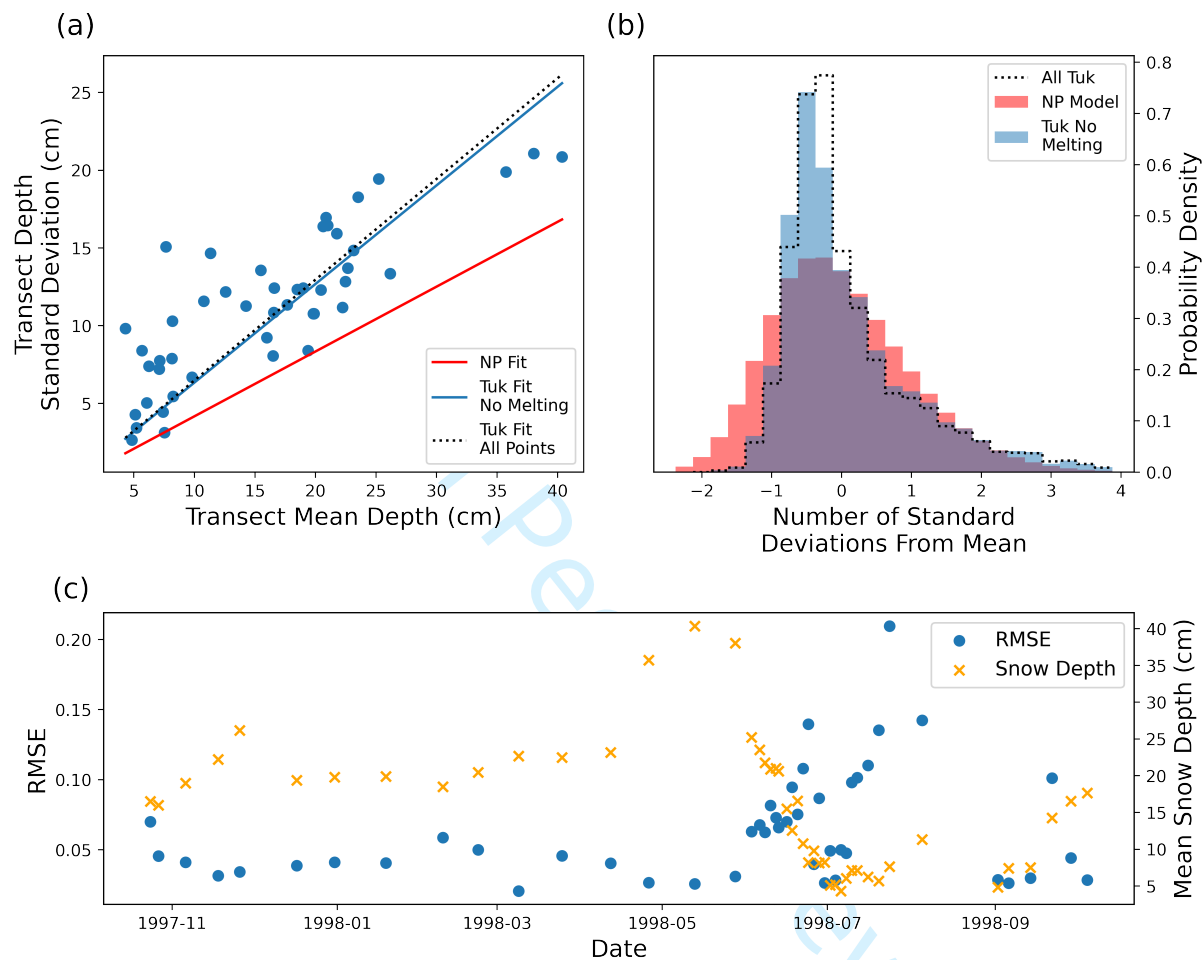 (a)
(b)
Transect Depth
Standard Deviation (cm)
25
20
15
10
5
NP Fit
Tuk Fit
No Melting
Tuk Fit
All Points
5
10
15
20
25
30
35
40
Transect Mean Depth (cm)
All Tuk
NP Model
Tuk No
Melting
0.8
0.7
0.6
0.5
0.4
0.3
0.2
0.1
0.0
Probability Density
−2
−1
0
1
2
3
4
Number of Standard
Deviations From Mean
(c)
RMSE
0.20
0.15
0.10
0.05
RMSE
Snow Depth
40
35
30
25
20
15
10
5
Mean Snow Depth (cm)
1997-11
1998-01
1998-03
1998-05
1998-07
1998-09
Date